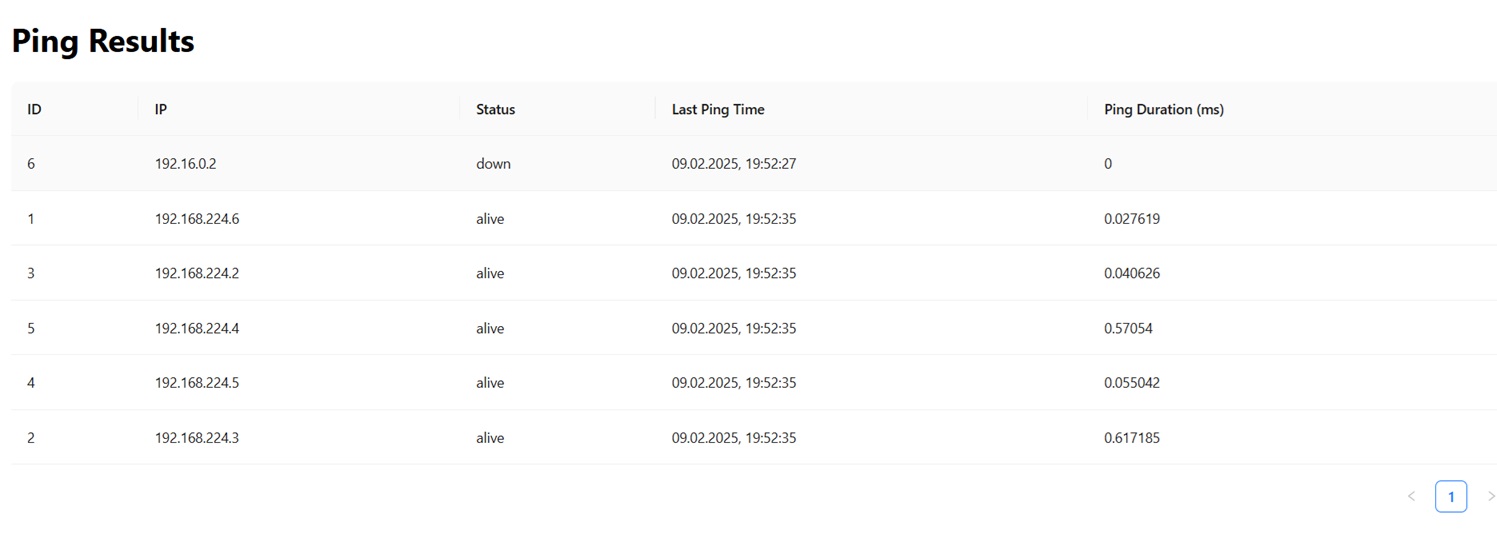 Ping Results
ID IP Status Last Ping Time Ping Duration (ms)
6 192.16.0.2 down 09.02.2025, 19:52:27 0
1 192.168.224.6 alive 09.02.2025, 19:52:35 0.027619
3 192.168.224.2 alive 09.02.2025, 19:52:35 0.040626
5 192.168.224.4 alive 09.02.2025, 19:52:35 0.57054
4 192.168.224.5 alive 09.02.2025, 19:52:35 0.055042
2 192.168.224.3 alive 09.02.2025, 19:52:35 0.617185
1